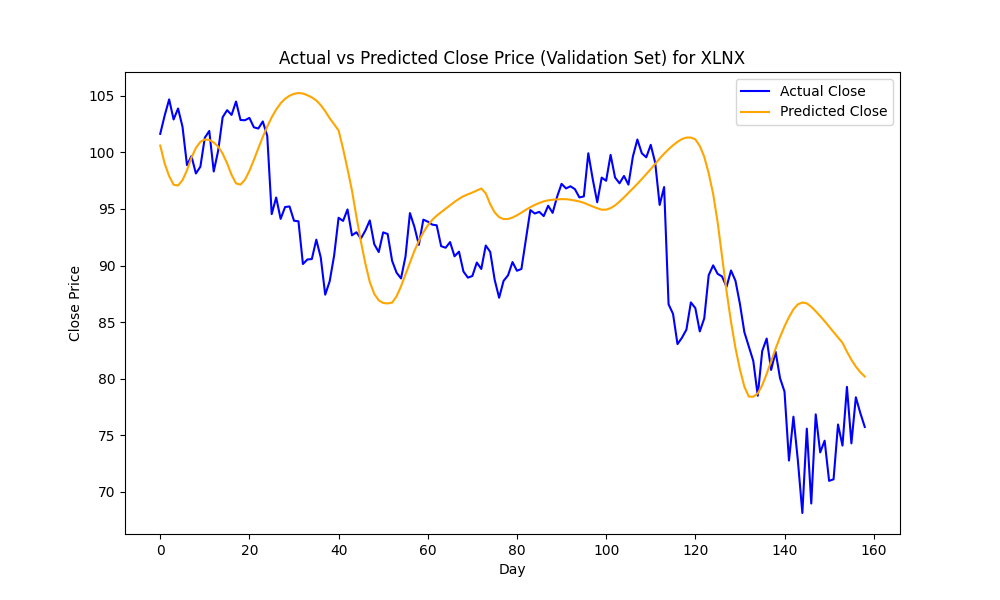 Actual vs Predicted Close Price (Validation Set) for XLNX
Actual Close
Predicted Close
Close Price
105
100
95
90
85
80
75
70
0 20 40 60 80 100 120 140 160
Day